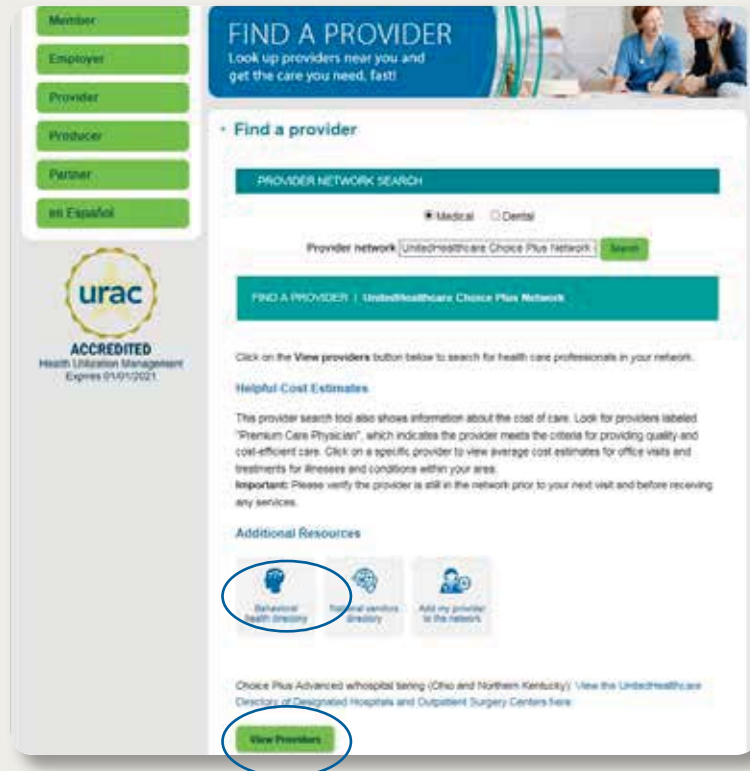 Member
Employer
Provider
Producer
Partner
en Español
urac
ACCREDITED
Health Utilization Management
Expires 01/01/2021
FIND A PROVIDER
Look up providers near you and
get the care you need, fast!
Find a provider
PROVIDER NETWORK SEARCH
Medical Dental
Provider network UnitedHealthcare Choice Plus Network Search
FIND A PROVIDER | UnitedHealthcare Choice Plus Network
Click on the View providers button below to search for health care professionals in your network.
Helpful Cost Estimates
This provider search tool also shows information about the cost of care. Look for providers labeled
"Premium Care Physician", which indicates the provider meets the criteria for providing quality and
cost-efficient care. Click on a specific provider to view average cost estimates for office visits and
treatments for illnesses and conditions within your area.
Important: Please verify the provider is still in the network prior to your next visit and before receiving
any services.
Additional Resources
Behavioral
health directory
National vendors
directory
Add my provider
to the network
Choice Plus Advanced w/hospital tiering (Ohio and Northern Kentucky): View the UnitedHealthcare
Directory of Designated Hospitals and Outpatient Surgery Centers here
View Providers